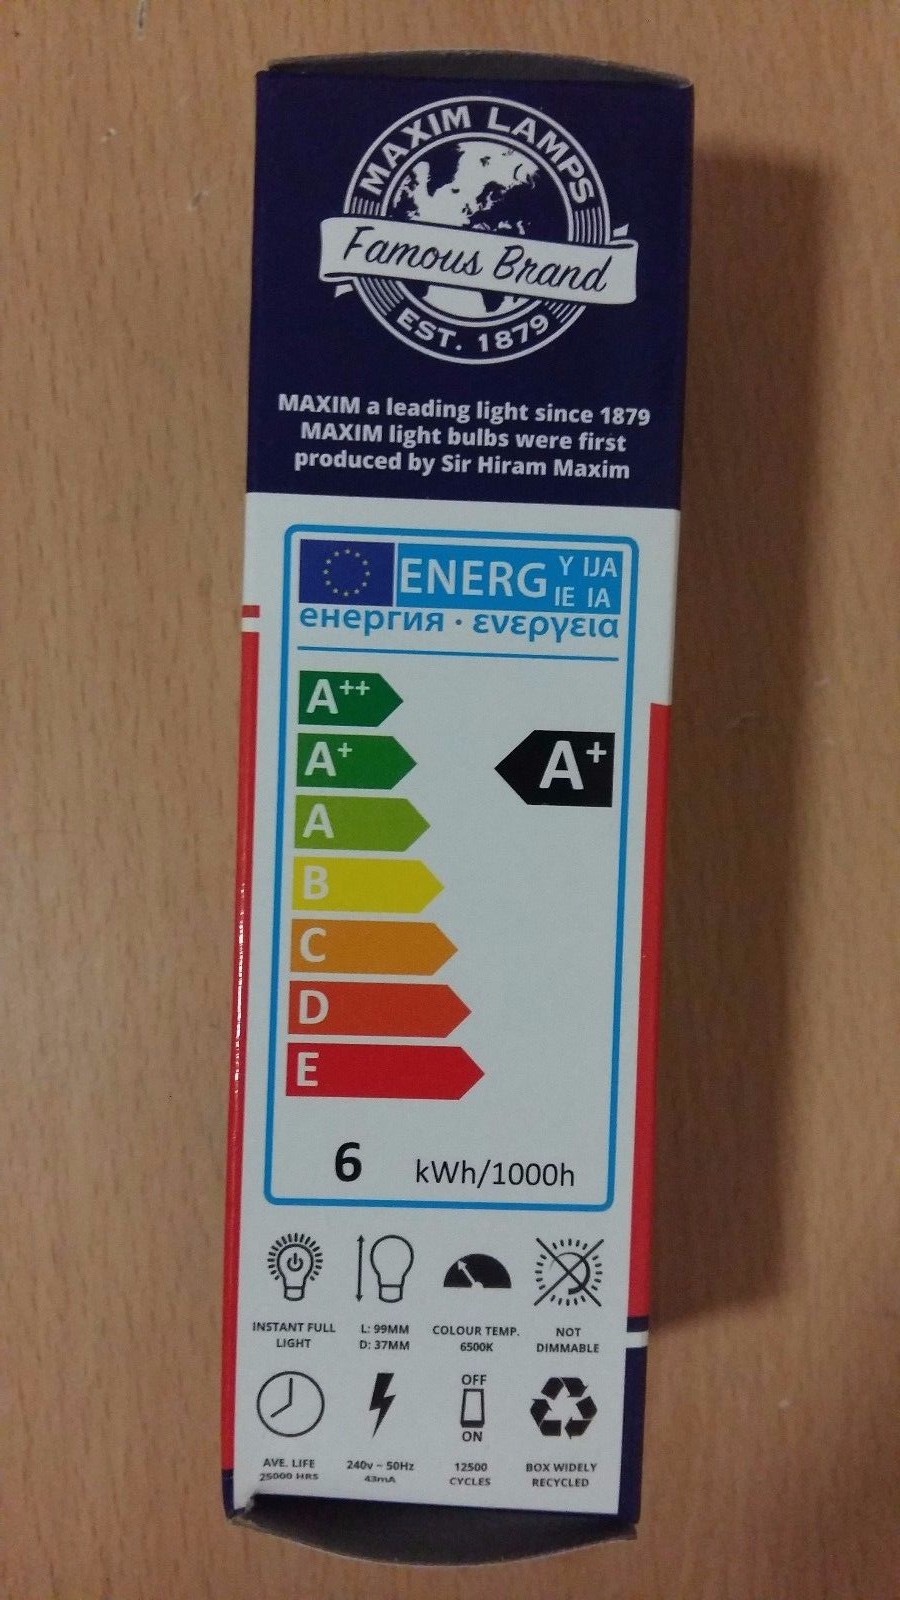 MAXIM LAMPS
Famous Brand
EST. 1879
MAXIM a leading light since 1879
MAXIM light bulbs were first
produced by Sir Hiram Maxim
ENERG Y IJA
IE IA
енергия · ενεργεια
A++
A+
A+
A
B
C
D
E
6 kWh/1000h
INSTANT FULL
LIGHT
L: 99MM
D: 37MM
COLOUR TEMP.
6500K
NOT
DIMMABLE
OFF
ON
AVE. LIFE
25000 HRS
240v ~ 50Hz
43mA
12500
CYCLES
BOX WIDELY
RECYCLED